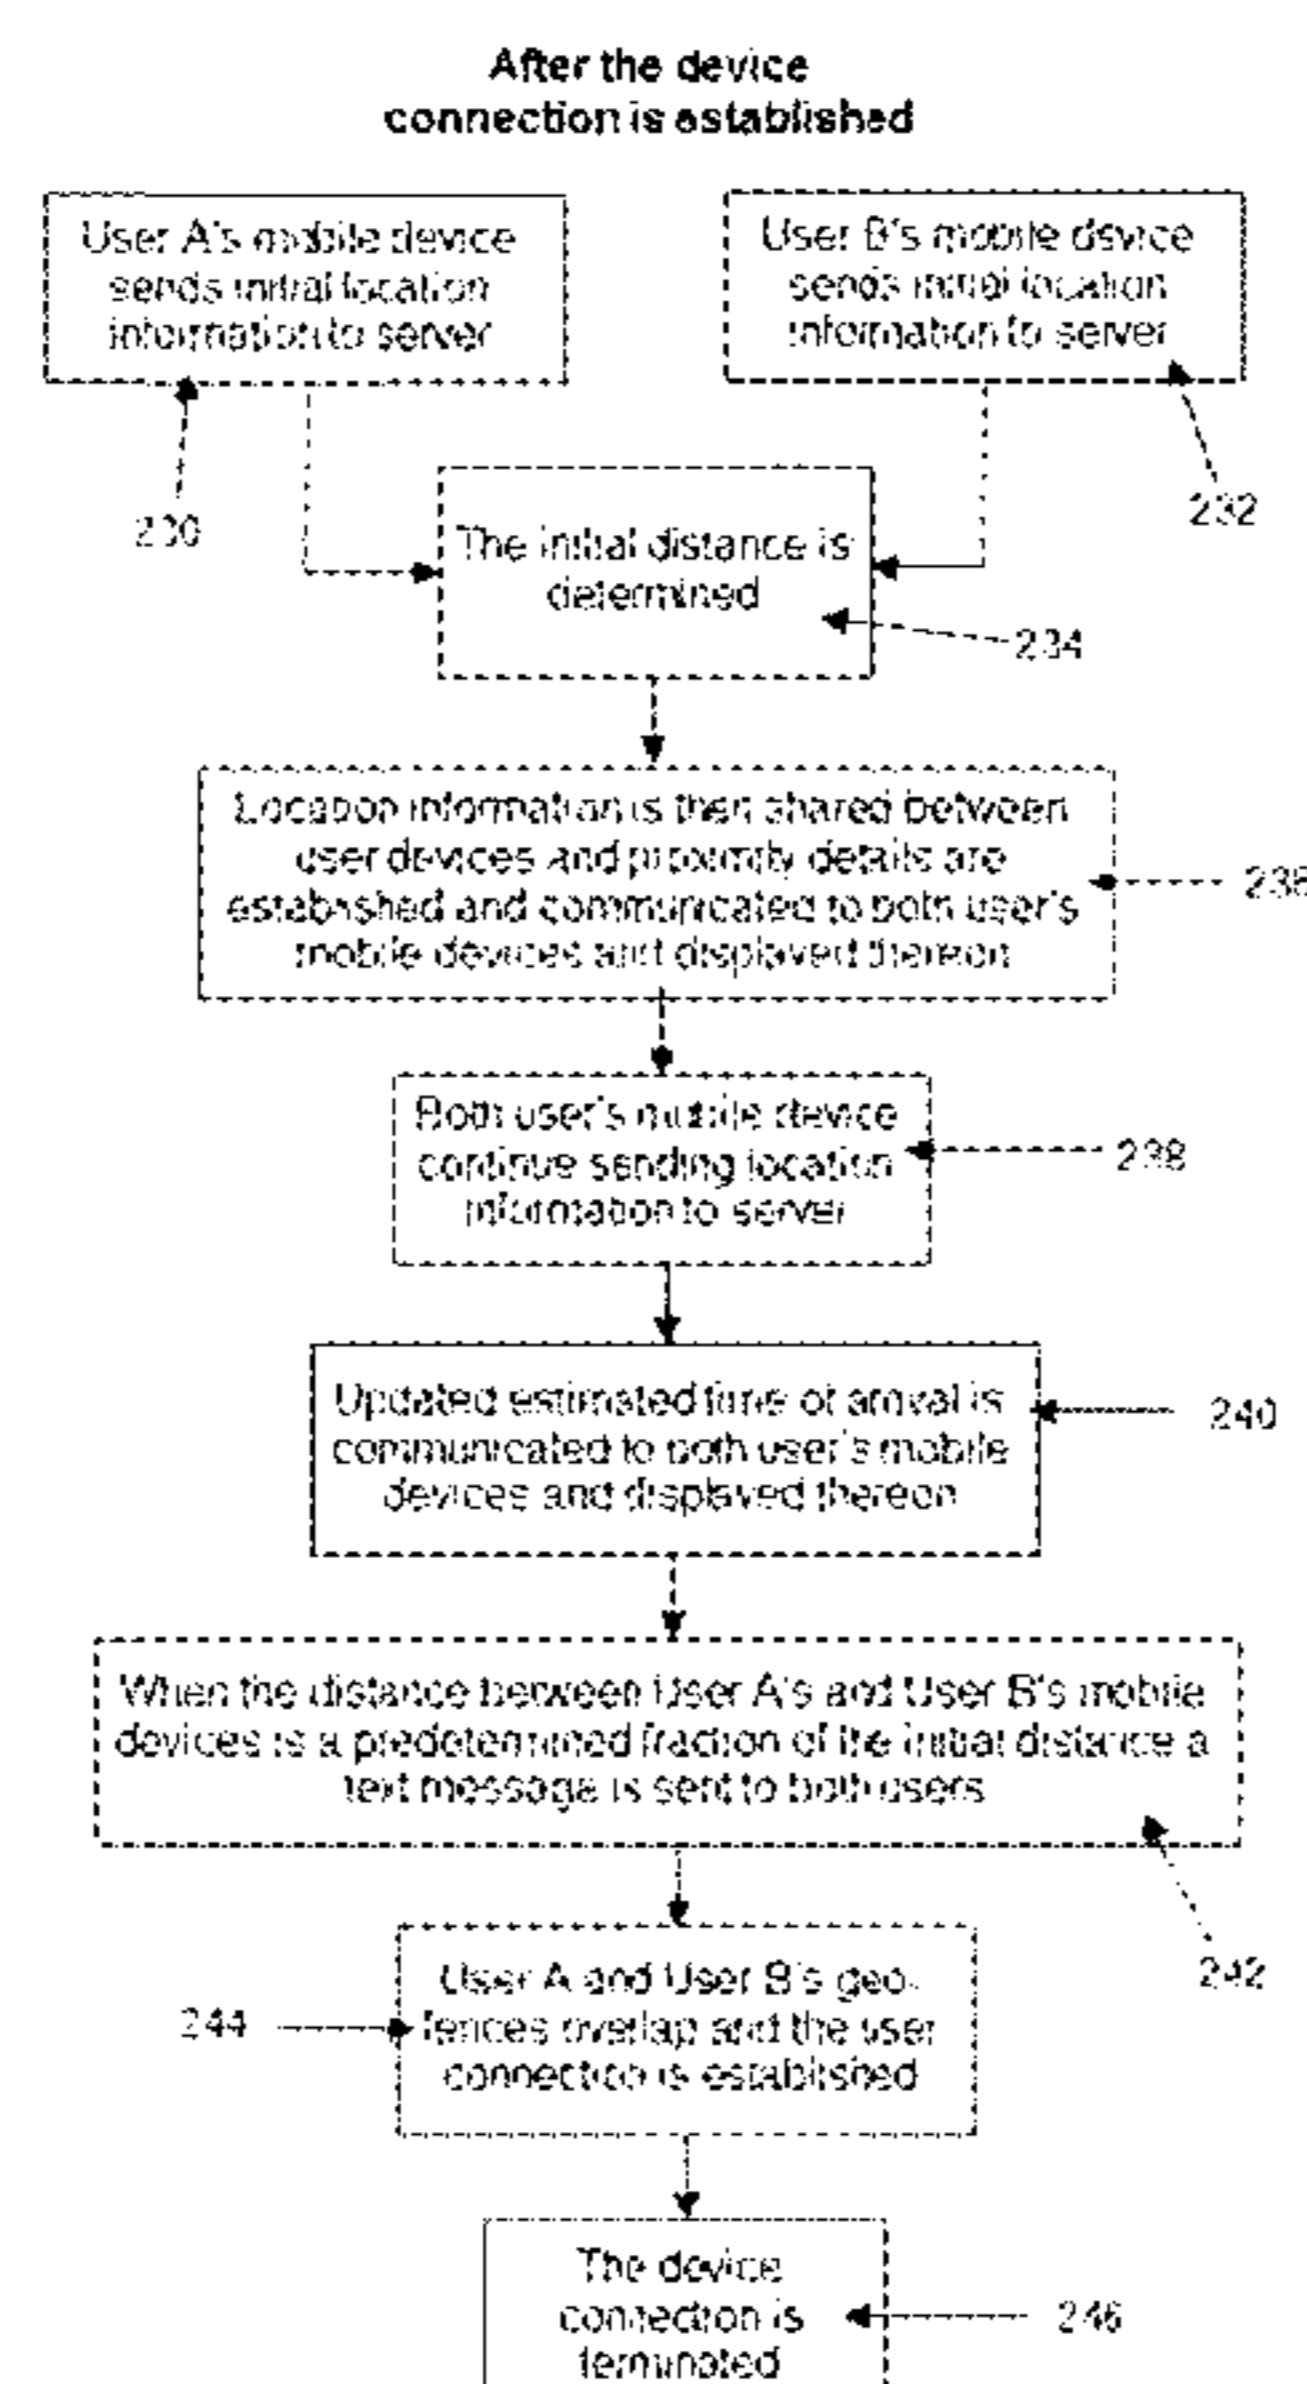 After the device
connection is established
User A's mobile device
sends initial location
information to server
User B's mobile device
sends initial location
information to server
230
232
The initial distance is
determined
234
Location information is then shared between
user devices and proximity details are
established and communicated to both user's
mobile devices and displayed thereon
236
Both user's mobile device
continue sending location
information to server
238
Updated estimated time of arrival is
communicated to both user's mobile
devices and displayed thereon
240
When the distance between User A's and User B's mobile
devices is a predetermined fraction of the initial distance a
text message is sent to both users
242
User A and User B's geo-
fences overlap and the user
connection is established
244
The device
connection is
terminated
246